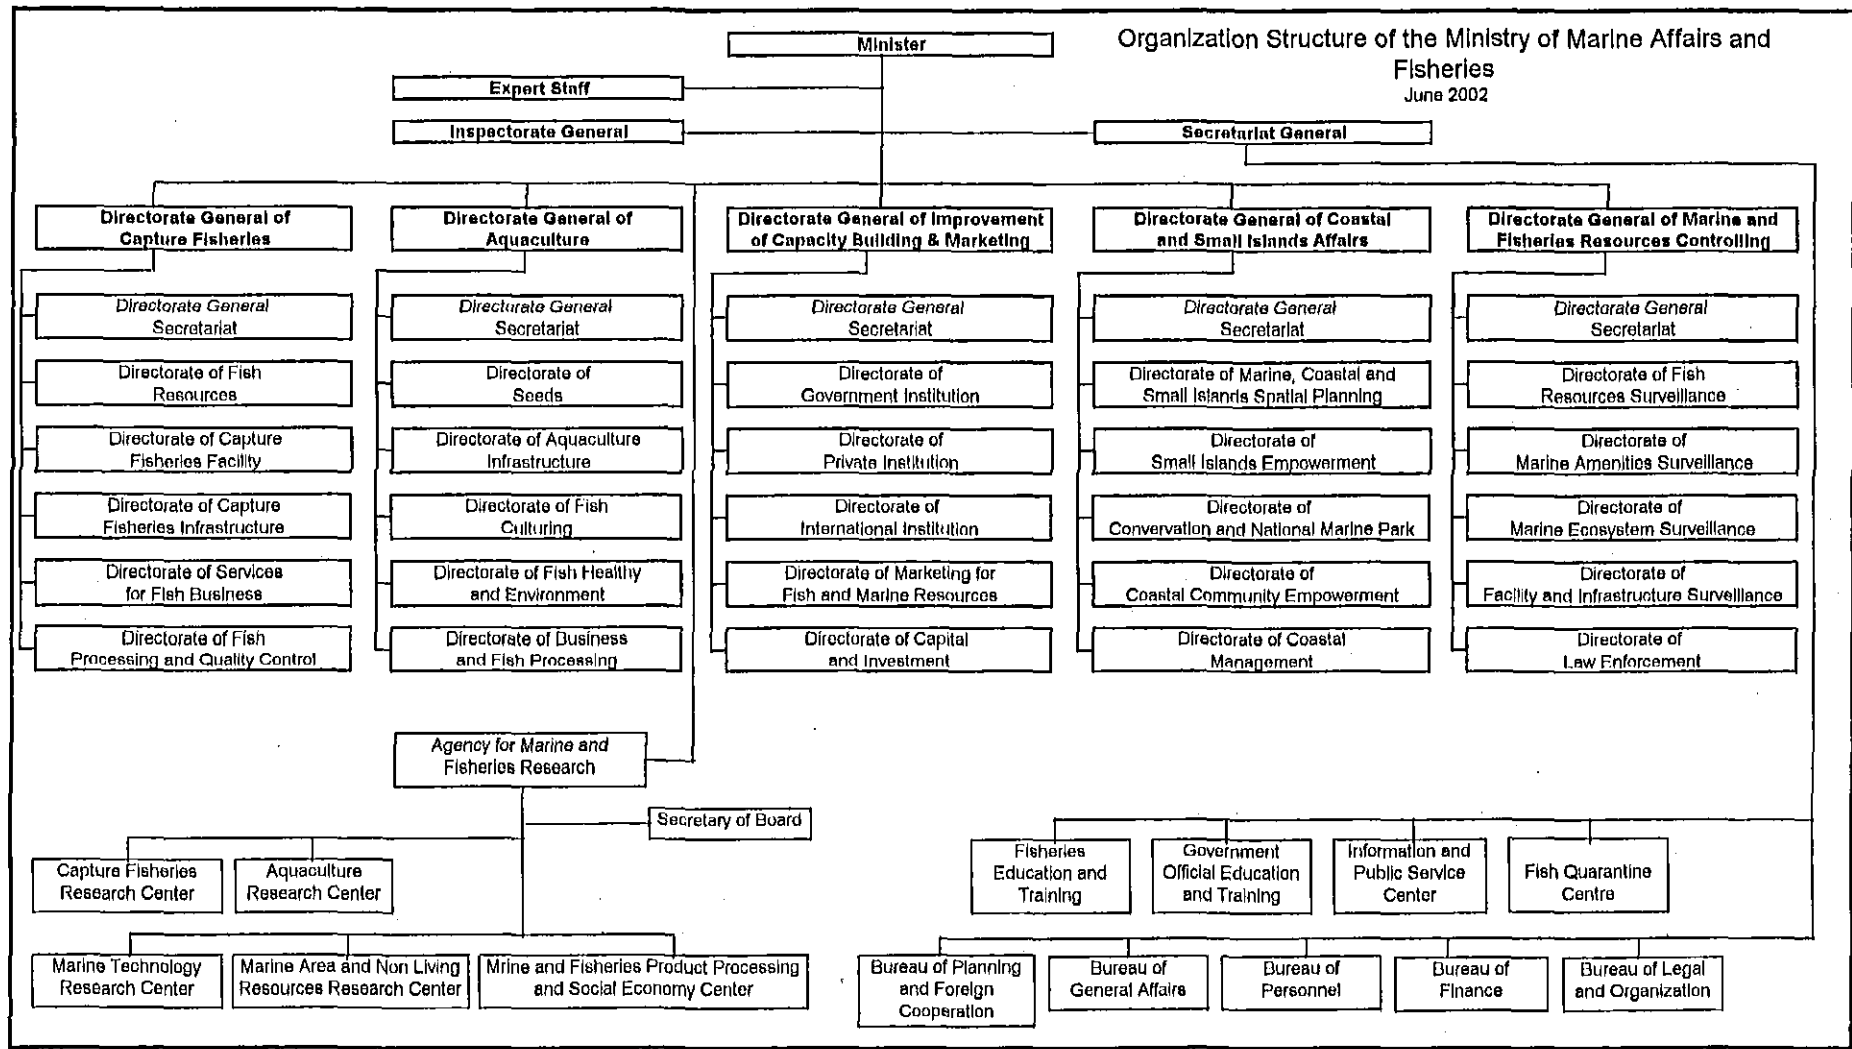 Organization Structure of the Ministry of Marine Affairs and
Fisheries
June 2002
Minister
Expert Staff
Inspectorate General
Secretariat General
Directorate General of
Capture Fisheries
Directorate General
Secretariat
Directorate of Fish
Resources
Directorate of Capture
Fisheries Facility
Directorate of Capture
Fisheries Infrastructure
Directorate of Services
for Fish Business
Directorate of Fish
Processing and Quality Control
Directorate General of
Aquaculture
Directorate General
Secretariat
Directorate of
Seeds
Directorate of Aquaculture
Infrastructure
Directorate of Fish
Culturing
Directorate of Fish Healthy
and Environment
Directorate of Business
and Fish Processing
Directorate General of Improvement
of Capacity Building & Marketing
Directorate General
Secretariat
Directorate of
Government Institution
Directorate of
Private Institution
Directorate of
International Institution
Directorate of Marketing for
Fish and Marine Resources
Directorate of Capital
and Investment
Directorate General of Coastal
and Small Islands Affairs
Directorate General
Secretariat
Directorate of Marine, Coastal and
Small Islands Spatial Planning
Directorate of
Small Islands Empowerment
Directorate of
Convervation and National Marine Park
Directorate of
Coastal Community Empowerment
Directorate of Coastal
Management
Directorate General of Marine and
Fisheries Resources Controlling
Directorate General
Secretariat
Directorate of Fish
Resources Surveillance
Directorate of
Marine Amenities Surveillance
Directorate of
Marine Ecosystem Surveillance
Directorate of
Facility and Infrastructure Surveillance
Directorate of
Law Enforcement
Agency for Marine and
Fisheries Research
Secretary of Board
Capture Fisheries
Research Center
Aquaculture
Research Center
Marine Technology
Research Center
Marine Area and Non Living
Resources Research Center
Mrine and Fisheries Product Processing
and Social Economy Center
Fisheries
Education and
Training
Government
Official Education
and Training
Information and
Public Service
Center
Fish Quarantine
Centre
Bureau of Planning
and Foreign
Cooperation
Bureau of
General Affairs
Bureau of
Personnel
Bureau of
Finance
Bureau of Legal
and Organization